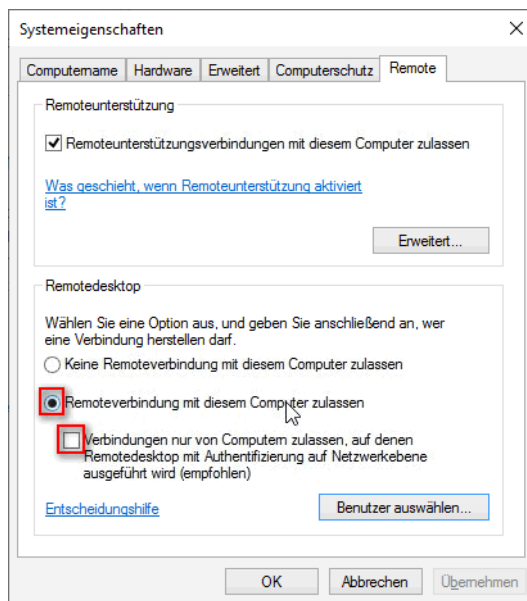 Systemeigenschaften
Computername Hardware Erweitert Computerschutz Remote
Remoteunterstützung
Remoteunterstützungsverbindungen mit diesem Computer zulassen
Was geschieht, wenn Remoteunterstützung aktiviert
ist?
Erweitert...
Remotedesktop
Wählen Sie eine Option aus, und geben Sie anschließend an, wer
eine Verbindung herstellen darf.
Keine Remoteverbindung mit diesem Computer zulassen
Remoteverbindung mit diesem Computer zulassen
Verbindungen nur von Computern zulassen, auf denen
Remotedesktop mit Authentifizierung auf Netzwerkebene
ausgeführt wird (empfohlen)
Entscheidungshilfe
Benutzer auswählen...
OK Abbrechen Übernehmen